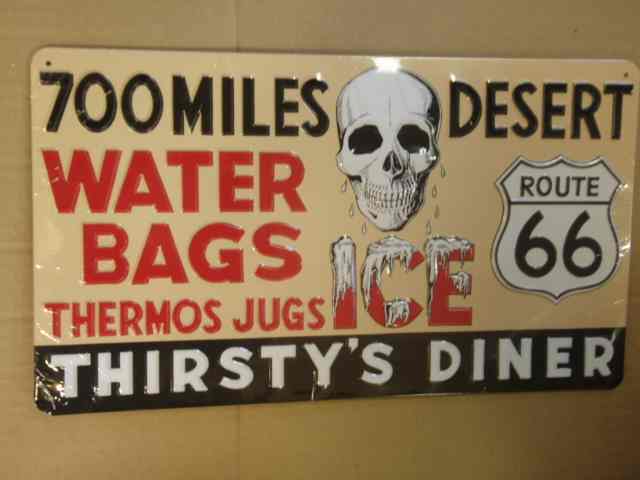 700 MILES DESERT
WATER
BAGS
THERMOS JUGS ICE
ROUTE
66
THIRSTY'S DINER